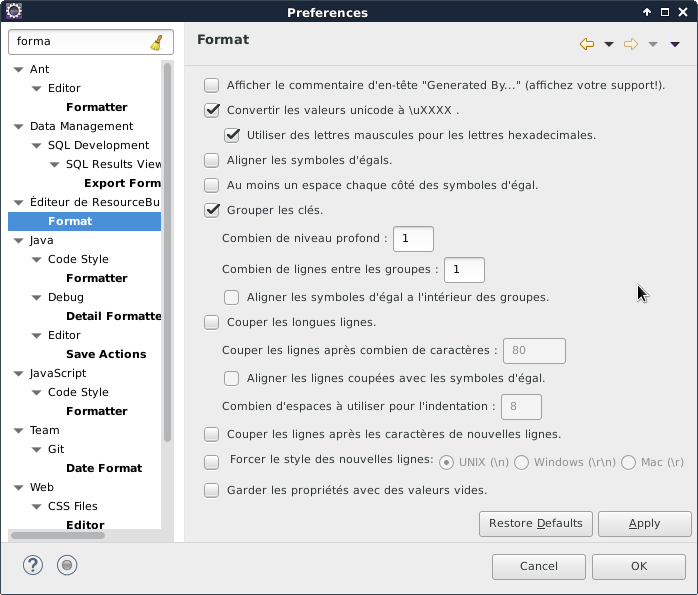 Preferences
forma
Ant
Editor
Formatter
Data Management
SQL Development
SQL Results View
Export Form
Éditeur de ResourceBu
Format
Java
Code Style
Formatter
Debug
Detail Formatte
Editor
Save Actions
JavaScript
Code Style
Formatter
Team
Git
Date Format
Web
CSS Files
Editor
Format
Afficher le commentaire d'en-tête "Generated By..." (affichez votre support!).
Convertir les valeurs unicode à \uXXXX .
Utiliser des lettres mauscules pour les lettres hexadecimales.
Aligner les symboles d'égals.
Au moins un espace chaque côté des symboles d'égal.
Grouper les clés.
Combien de niveau profond : 1
Combien de lignes entre les groupes : 1
Aligner les symboles d'égal a l'intérieur des groupes.
Couper les longues lignes.
Couper les lignes après combien de caractères : 80
Aligner les lignes coupées avec les symboles d'égal.
Combien d'espaces à utiliser pour l'indentation : 8
Couper les lignes après les caractères de nouvelles lignes.
Forcer le style des nouvelles lignes: UNIX (\n) Windows (\r\n) Mac (\r)
Garder les propriétés avec des valeurs vides.
Restore Defaults Apply
? Cancel OK